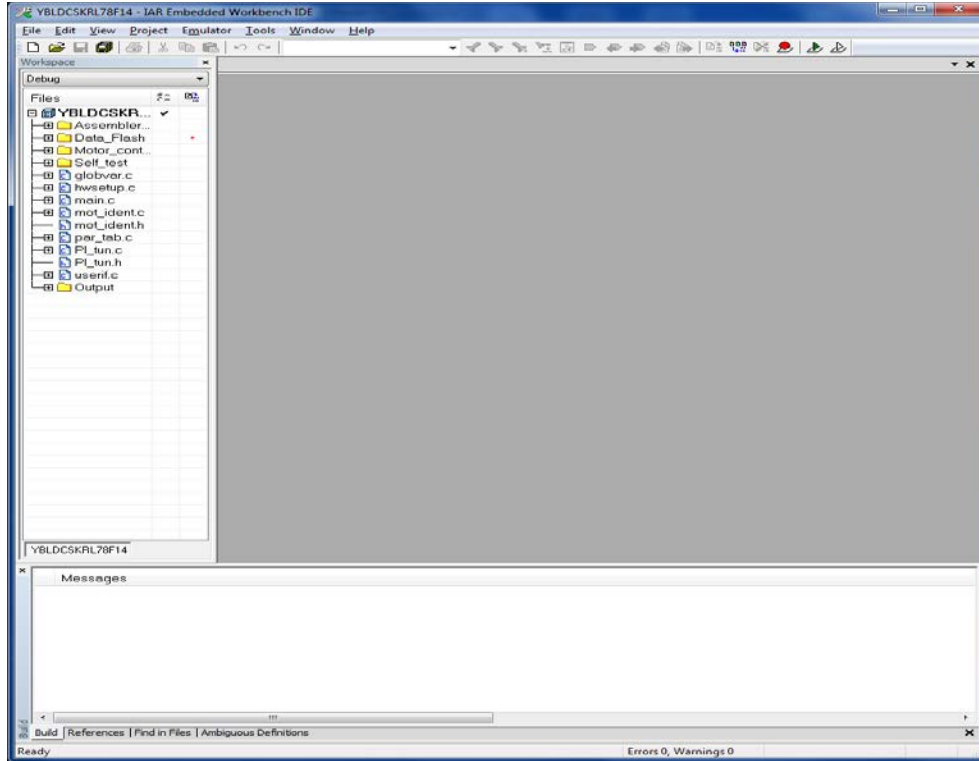 YBLDCSKRL78F14 - IAR Embedded Workbench IDE
File Edit View Project Emulator Tools Window Help
Workspace
Debug
Files
YBLDCSKR...
Assembler...
Data_Flash
Motor_cont...
Self_test
globvar.c
hwsetup.c
main.c
mot_ident.c
mot_ident.h
par_tab.c
PI_tun.c
PI_tun.h
userif.c
Output
YBLDCSKRL78F14
Messages
Build
Build References Find in Files Ambiguous Definitions
Ready Errors 0, Warnings 0